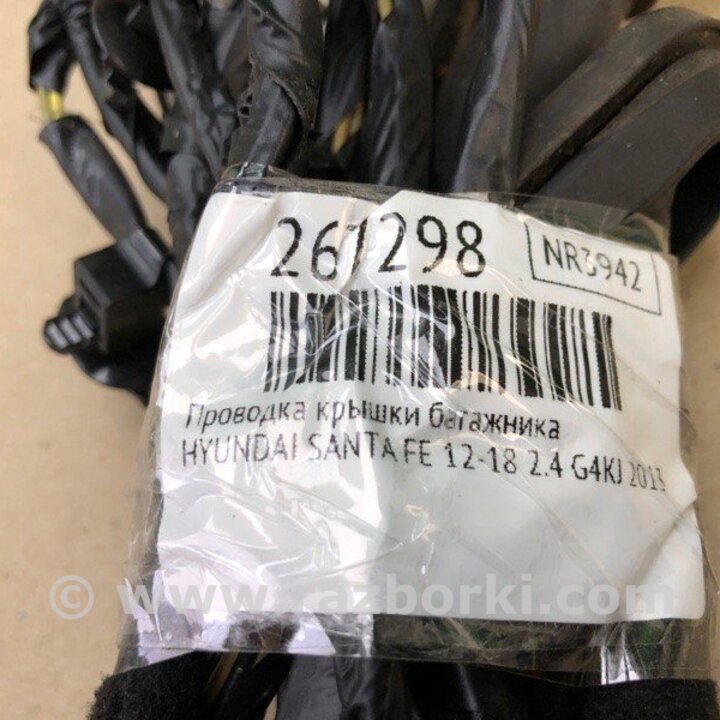 261298
NR3942
Проводка крышки багажника
HYUNDAI SANTA FE 12-18 2.4 G4KJ 2013
© www.razborki.com